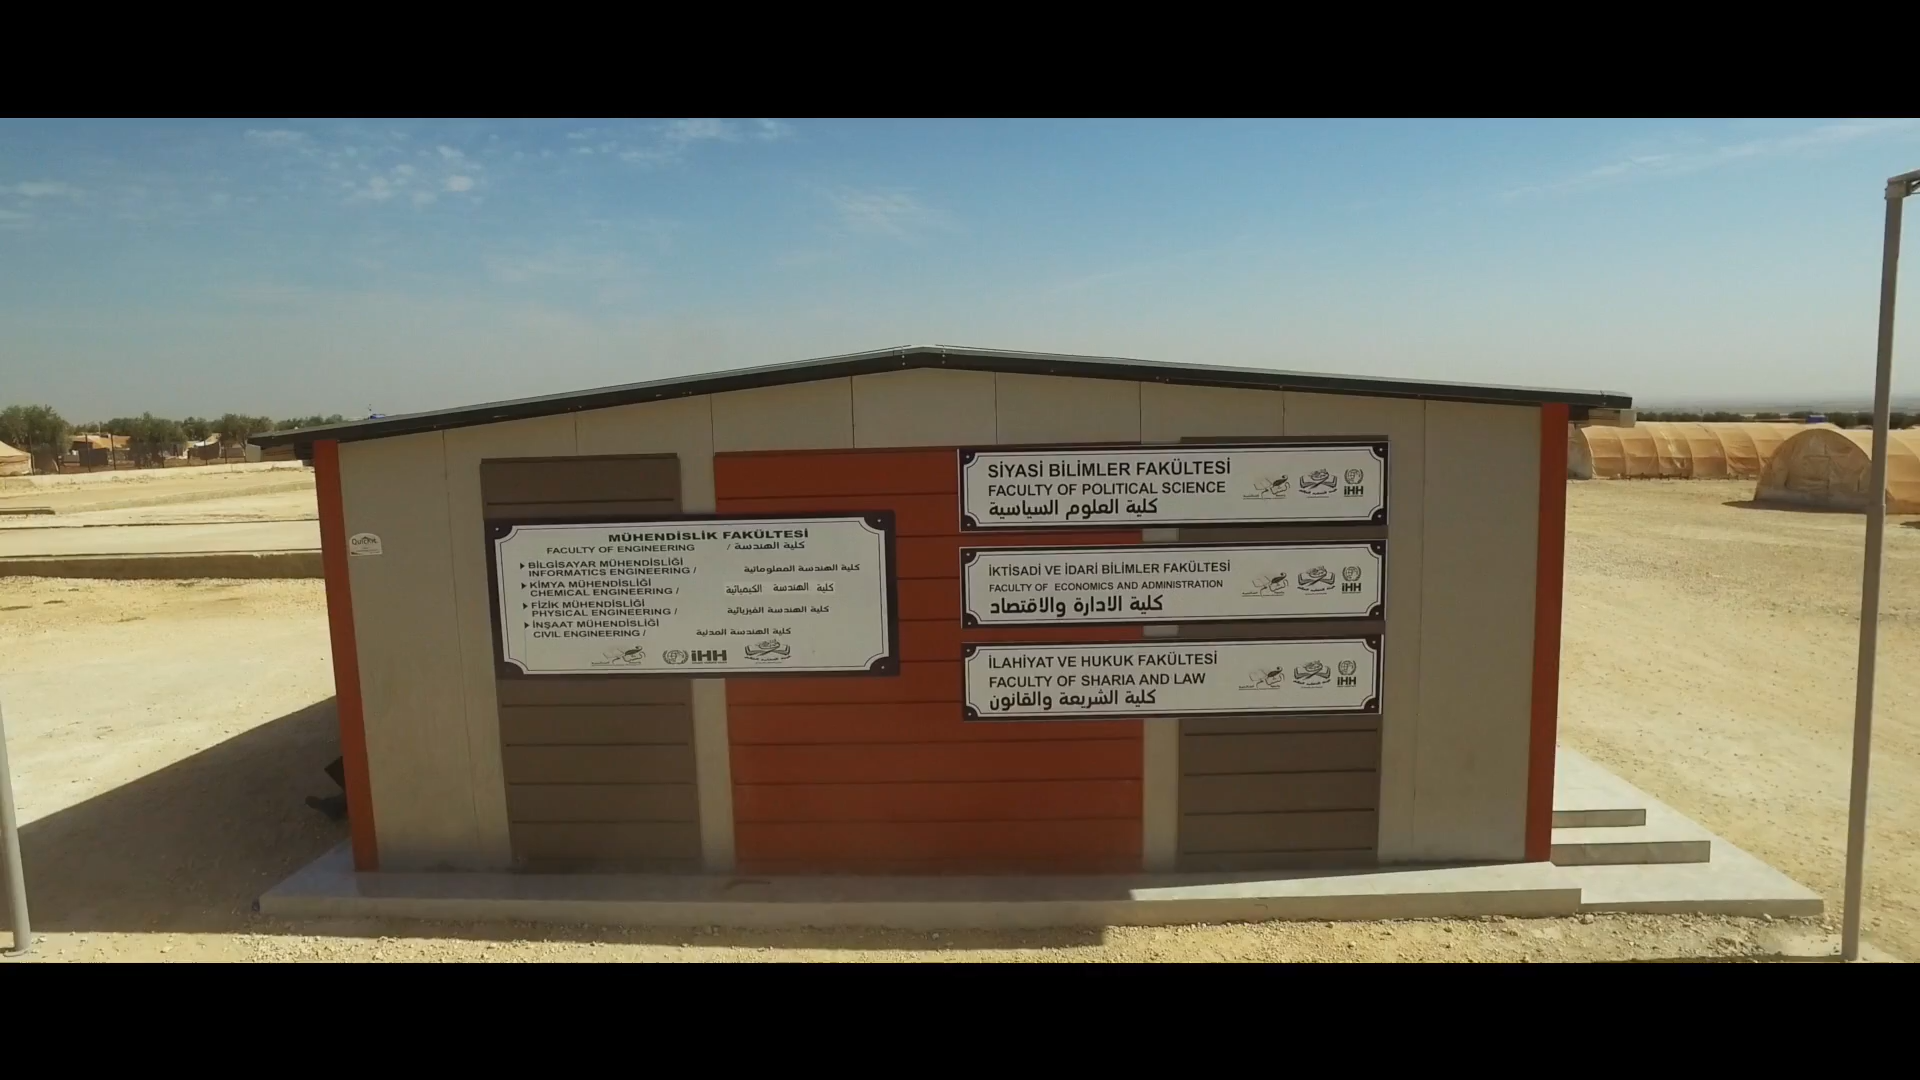 MÜHENDİSLİK FAKÜLTESİ
FACULTY OF ENGINEERING / كلية الهندسة
BİLGİSAYAR MÜHENDİSLİĞİ
INFORMATICS ENGINEERING / كلية الهندسة المعلوماتية
KİMYA MÜHENDİSLİĞİ
CHEMICAL ENGINEERING / كلية الهندسة الكيميائية
FİZİK MÜHENDİSLİĞİ
PHYSICAL ENGINEERING / كلية الهندسة الفيزيائية
İNŞAAT MÜHENDİSLİĞİ
CIVIL ENGINEERING / كلية الهندسة المدنية
iHH
SİYASİ BİLİMLER FAKÜLTESİ
FACULTY OF POLITICAL SCIENCE
كلية العلوم السياسية
iHH
İKTİSADİ VE İDARİ BİLİMLER FAKÜLTESİ
FACULTY OF ECONOMICS AND ADMINISTRATION
كلية الادارة والاقتصاد
iHH
İLAHİYAT VE HUKUK FAKÜLTESİ
FACULTY OF SHARIA AND LAW
كلية الشريعة والقانون
iHH